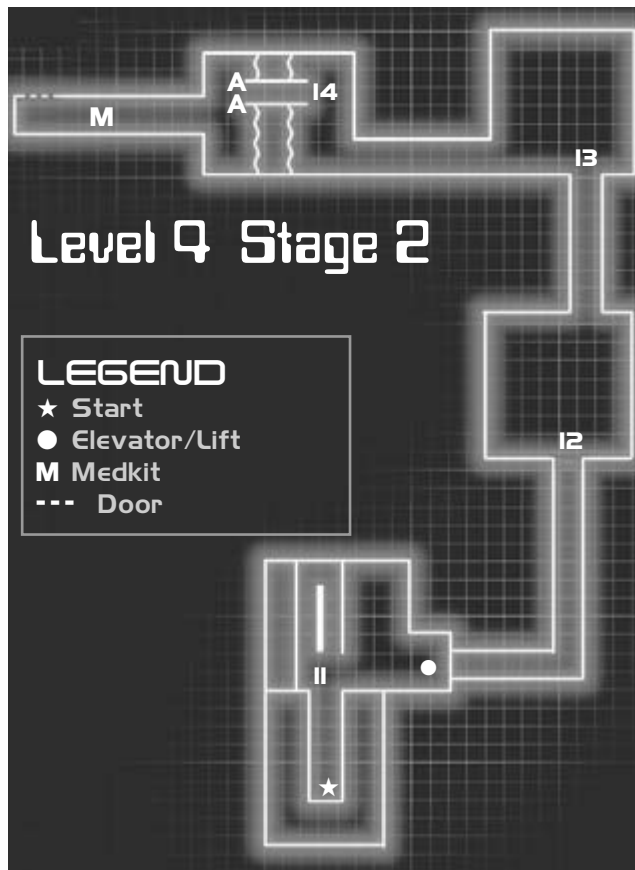 A
A
14
M
13
Level 4 Stage 2
LEGEND
Start
Elevator/Lift
M Medkit
Door
12
11